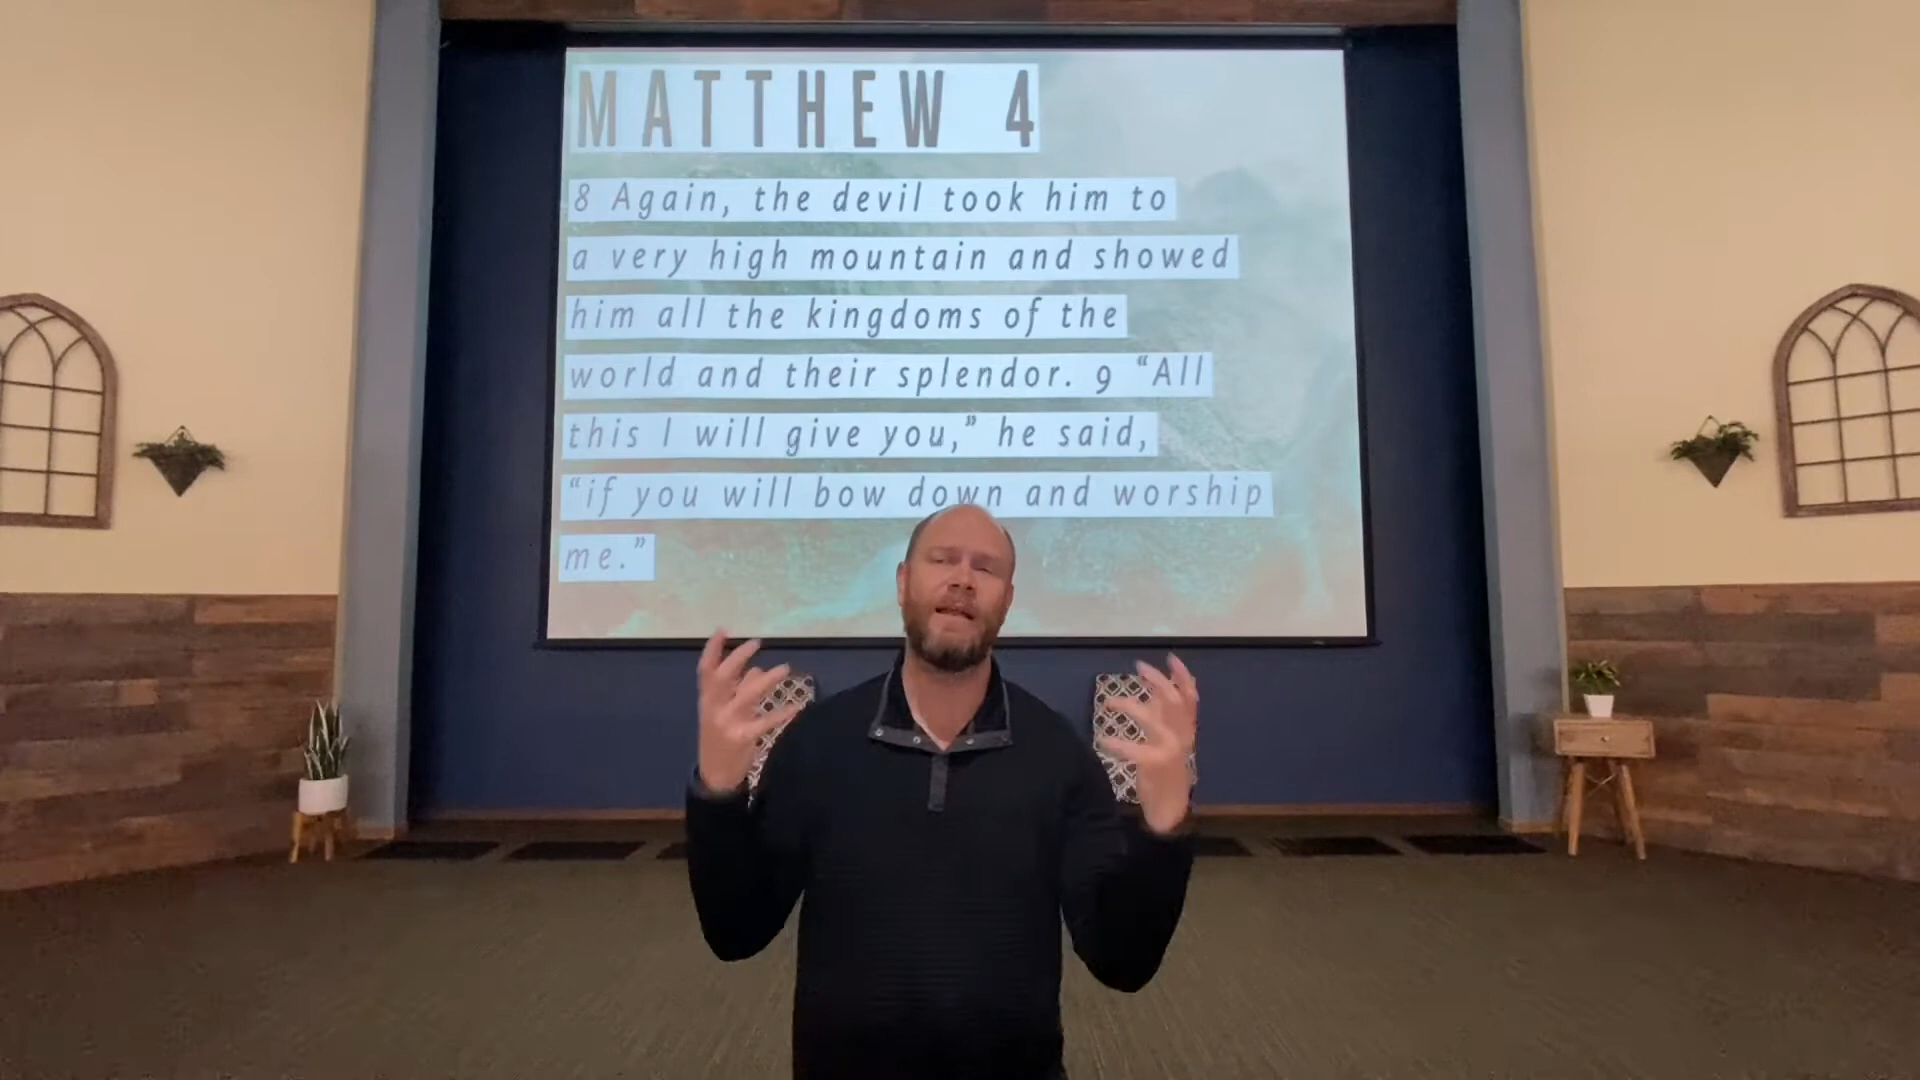 MATTHEW 4
8 Again, the devil took him to
a very high mountain and showed
him all the kingdoms of the
world and their splendor. 9 “All
this I will give you,” he said,
“if you will bow down and worship
me.”